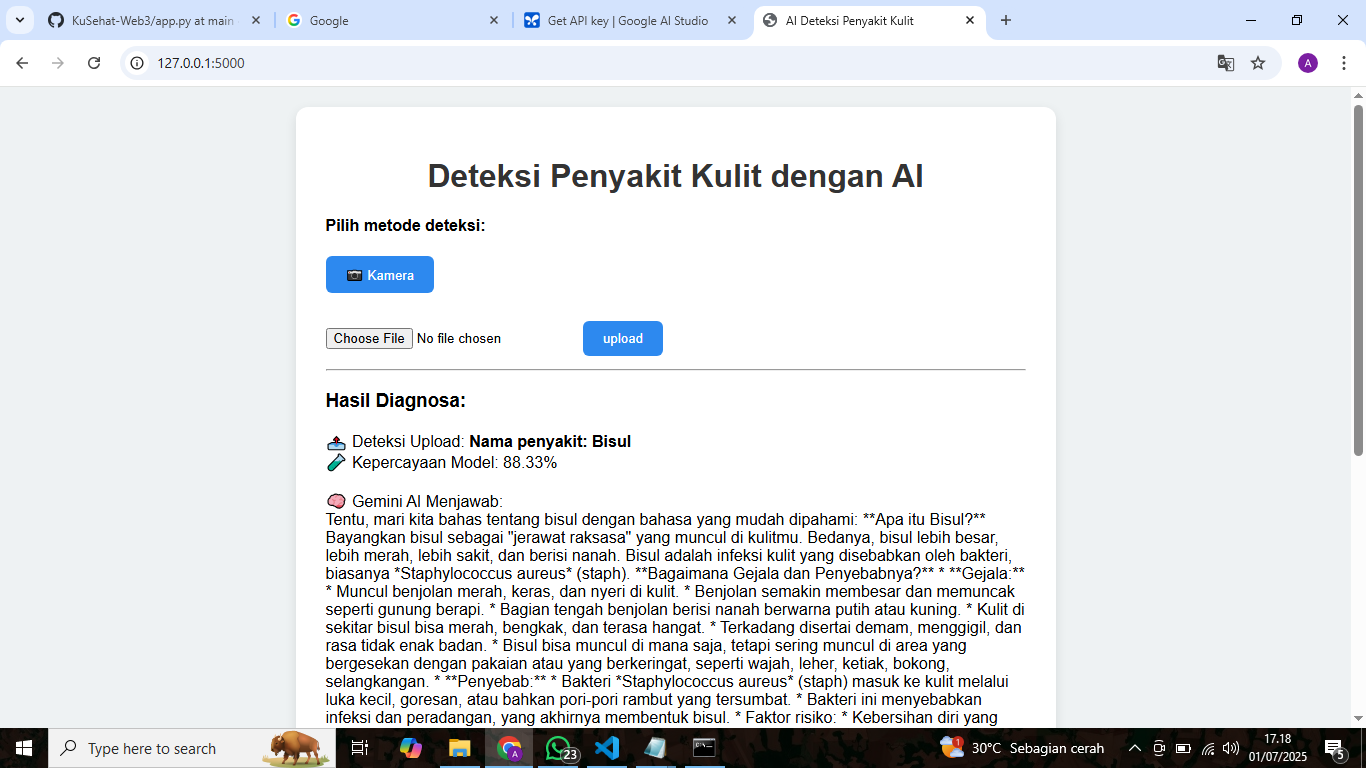 KuSehat-Web3/app.py at main
Google
Get API key | Google AI Studio
AI Deteksi Penyakit Kulit
127.0.0.1:5000
A
Deteksi Penyakit Kulit dengan AI
Pilih metode deteksi:
Kamera
Choose File No file chosen
upload
Hasil Diagnosa:
Deteksi Upload: Nama penyakit: Bisul
Kepercayaan Model: 88.33%
Gemini AI Menjawab:
Tentu, mari kita bahas tentang bisul dengan bahasa yang mudah dipahami: **Apa itu Bisul?**
Bayangkan bisul sebagai "jerawat raksasa" yang muncul di kulitmu. Bedanya, bisul lebih besar,
lebih merah, lebih sakit, dan berisi nanah. Bisul adalah infeksi kulit yang disebabkan oleh bakteri,
biasanya *Staphylococcus aureus* (staph). **Bagaimana Gejala dan Penyebabnya?** * **Gejala:**
* Muncul benjolan merah, keras, dan nyeri di kulit. * Benjolan semakin membesar dan memuncak
seperti gunung berapi. * Bagian tengah benjolan berisi nanah berwarna putih atau kuning. * Kulit di
sekitar bisul bisa merah, bengkak, dan terasa hangat. * Terkadang disertai demam, menggigil, dan
rasa tidak enak badan. * Bisul bisa muncul di mana saja, tetapi sering muncul di area yang
bergesekan dengan pakaian atau yang berkeringat, seperti wajah, leher, ketiak, bokong,
selangkangan. * **Penyebab:** * Bakteri *Staphylococcus aureus* (staph) masuk ke kulit melalui
luka kecil, goresan, atau bahkan pori-pori rambut yang tersumbat. * Bakteri ini menyebabkan
infeksi dan peradangan, yang akhirnya membentuk bisul. * Faktor risiko: * Kebersihan diri yang
Type here to search
A
23
1
30°C Sebagian cerah
17.18
01/07/2025
5